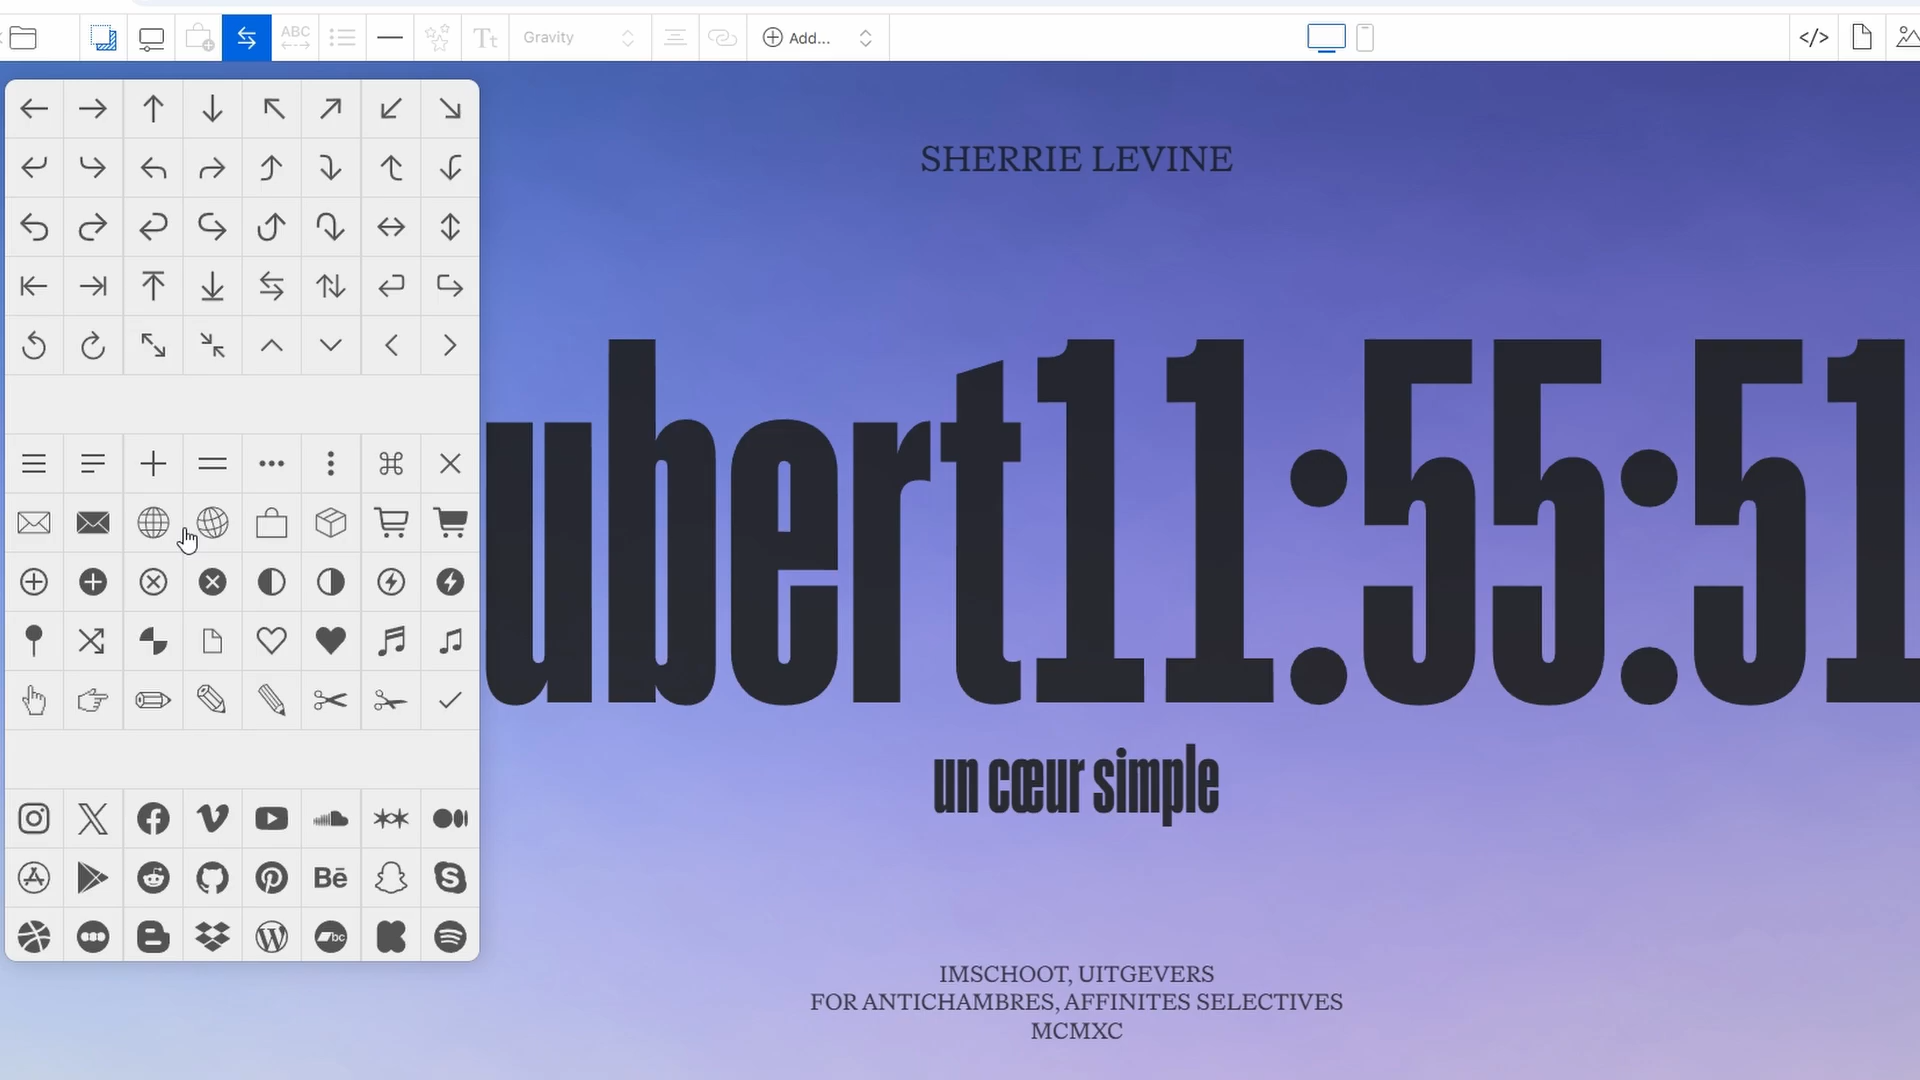 ABC
Tt
Gravity
Add...
</>
SHERRIE LEVINE
ubert11:55:51
un cœur simple
IMSCHOOT, UITGEVERS
FOR ANTICHAMBRES, AFFINITES SELECTIVES
MCMXC
Bē
bc